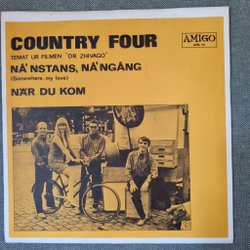 COUNTRY FOUR
AMIGO
TEMAT UR FILMEN "DR. ZHIVAGO"
NÅ'NSTANS, NÅ'NGÅNG
(Somewhere, my love)
NÄR DU KOM